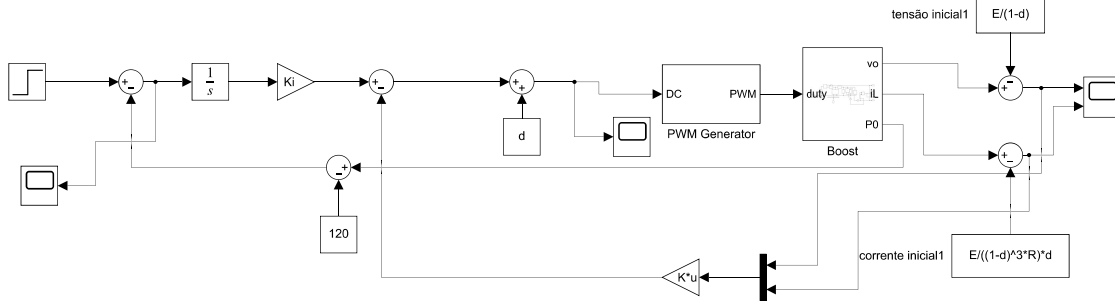 tensão inicial1
E/(1-d)
1
s
Ki
DC
PWM
PWM Generator
duty
vo
iL
P0
Boost
d
120
K*u
corrente inicial1
E/((1-d)^3*R)*d